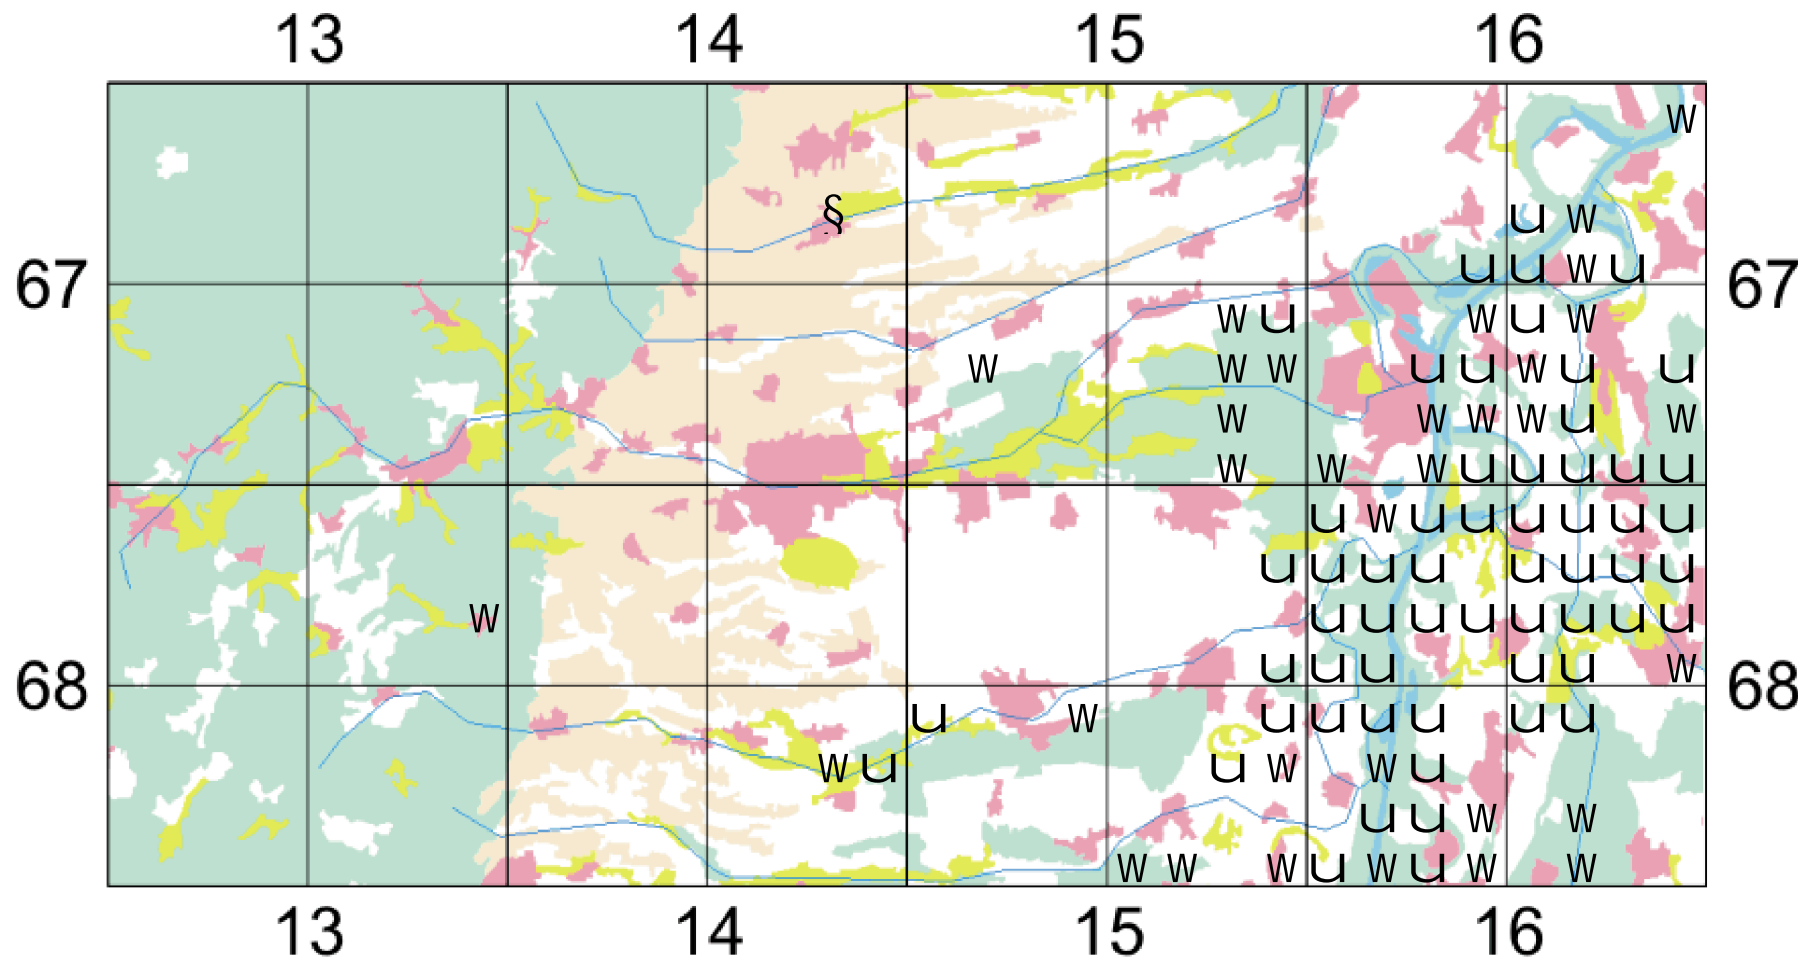 13 14 15 16
w
§ u w
u u w u
67 67
w u w u w
w w w u u w u u
w w w w u w
w w w u u u u u
u w u u u u u u
u u u u u u u u
w u u u u u u u u
u u u u u w
68 68
u w u u u u u u
w u u w w u
u u w w
w w w u w u w w
13 14 15 16